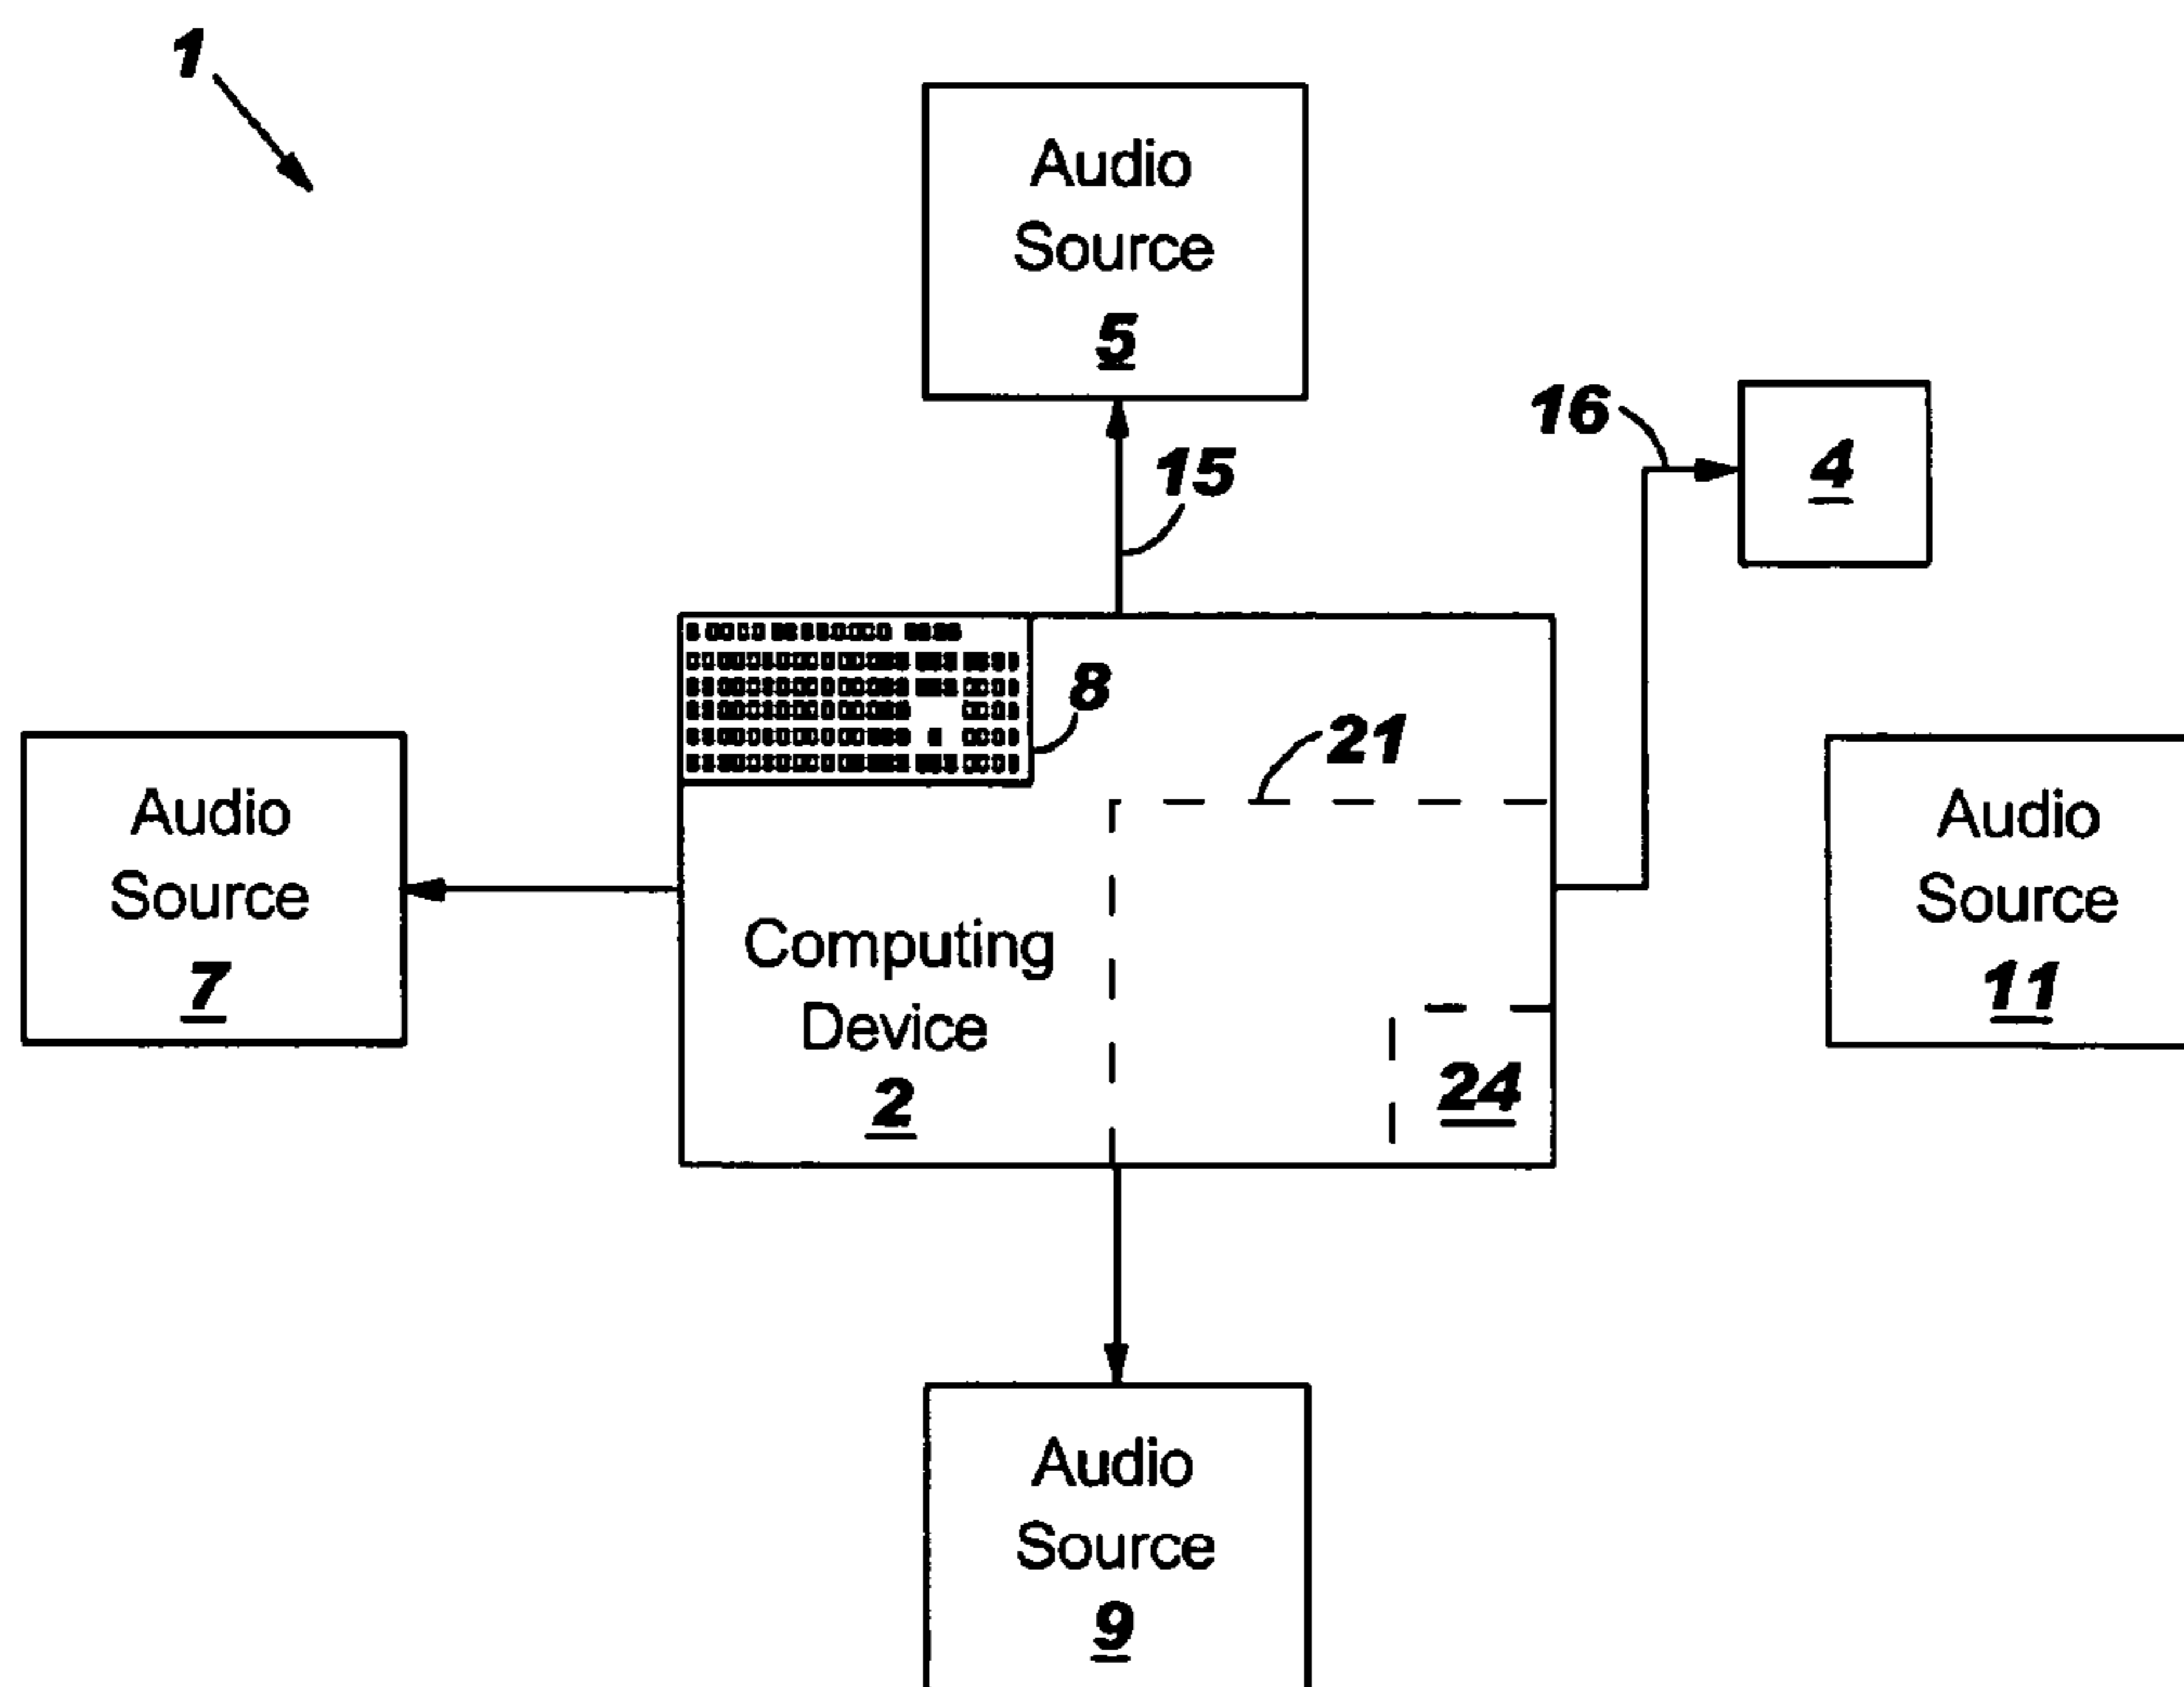 1
Audio
Source
5
16
4
15
8
21
Audio
Source
7
Audio
Source
11
Computing
Device
2
24
Audio
Source
9